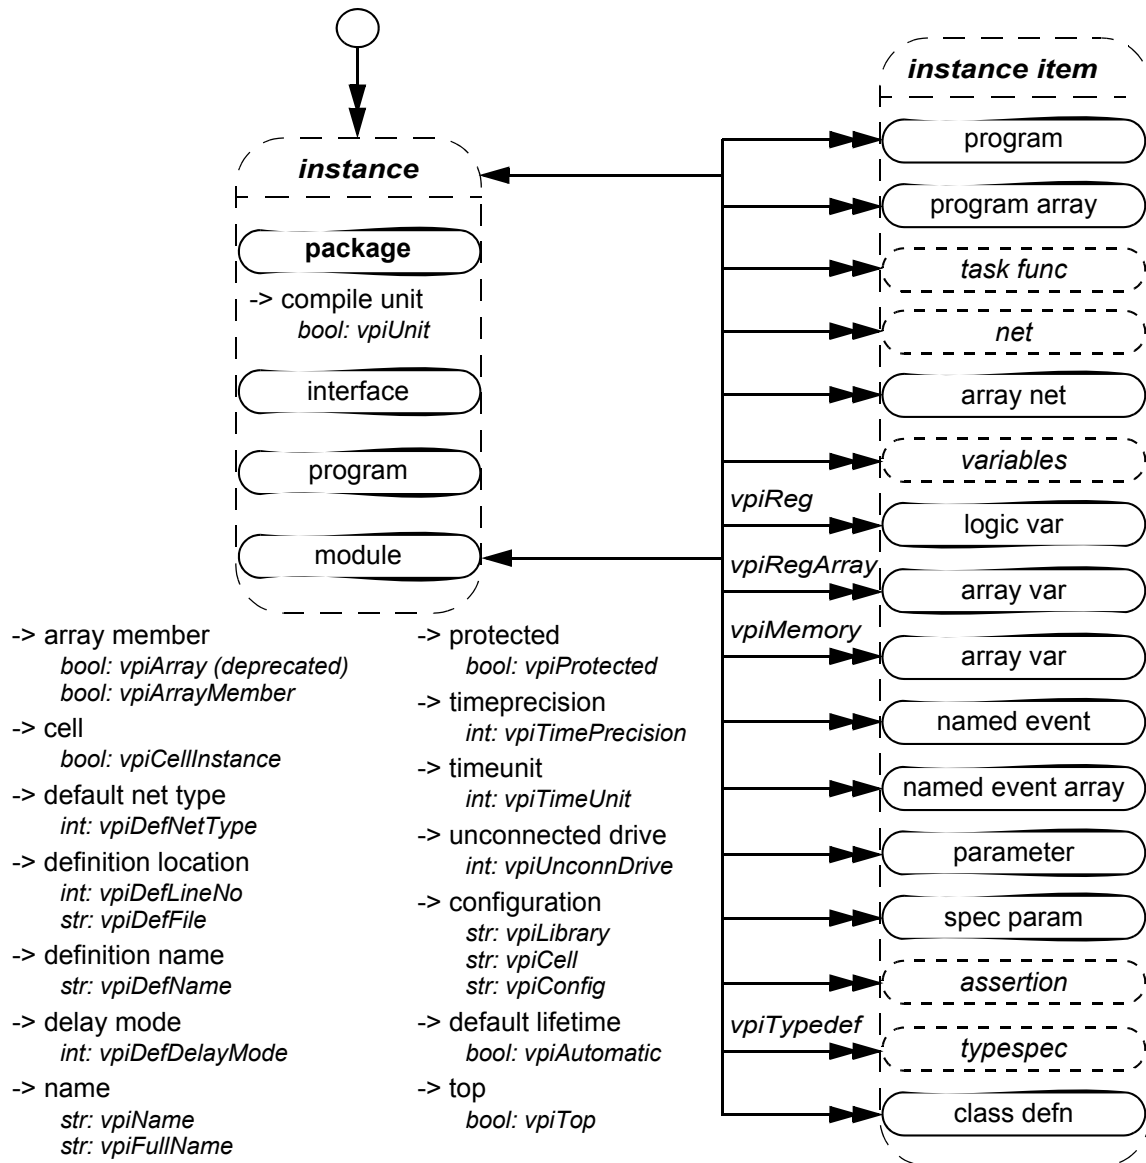 instance
package
-> compile unit
bool: vpiUnit
interface
program
module
-> array member
bool: vpiArray (deprecated)
bool: vpiArrayMember
-> cell
bool: vpiCellInstance
-> default net type
int: vpiDefNetType
-> definition location
int: vpiDefLineNo
str: vpiDefFile
-> definition name
str: vpiDefName
-> delay mode
int: vpiDefDelayMode
-> name
str: vpiName
str: vpiFullName
-> protected
bool: vpiProtected
-> timeprecision
int: vpiTimePrecision
-> timeunit
int: vpiTimeUnit
-> unconnected drive
int: vpiUnconnDrive
-> configuration
str: vpiLibrary
str: vpiCell
str: vpiConfig
-> default lifetime
bool: vpiAutomatic
-> top
bool: vpiTop
instance item
program
program array
task func
net
array net
variables
vpiReg
logic var
vpiRegArray
array var
vpiMemory
array var
named event
named event array
parameter
spec param
assertion
vpiTypedef
typespec
class defn